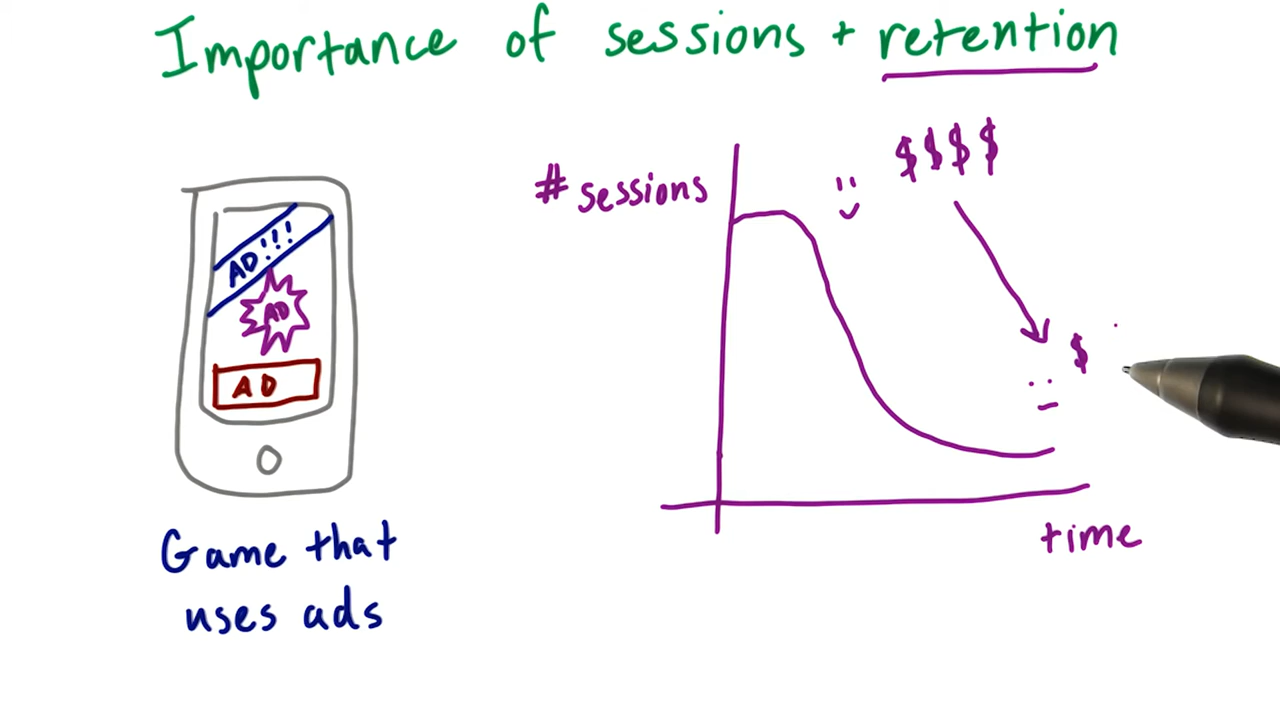 Importance of sessions + retention
AD!!!
AD
AD
Game that
uses ads
# sessions
$$$$
$
time